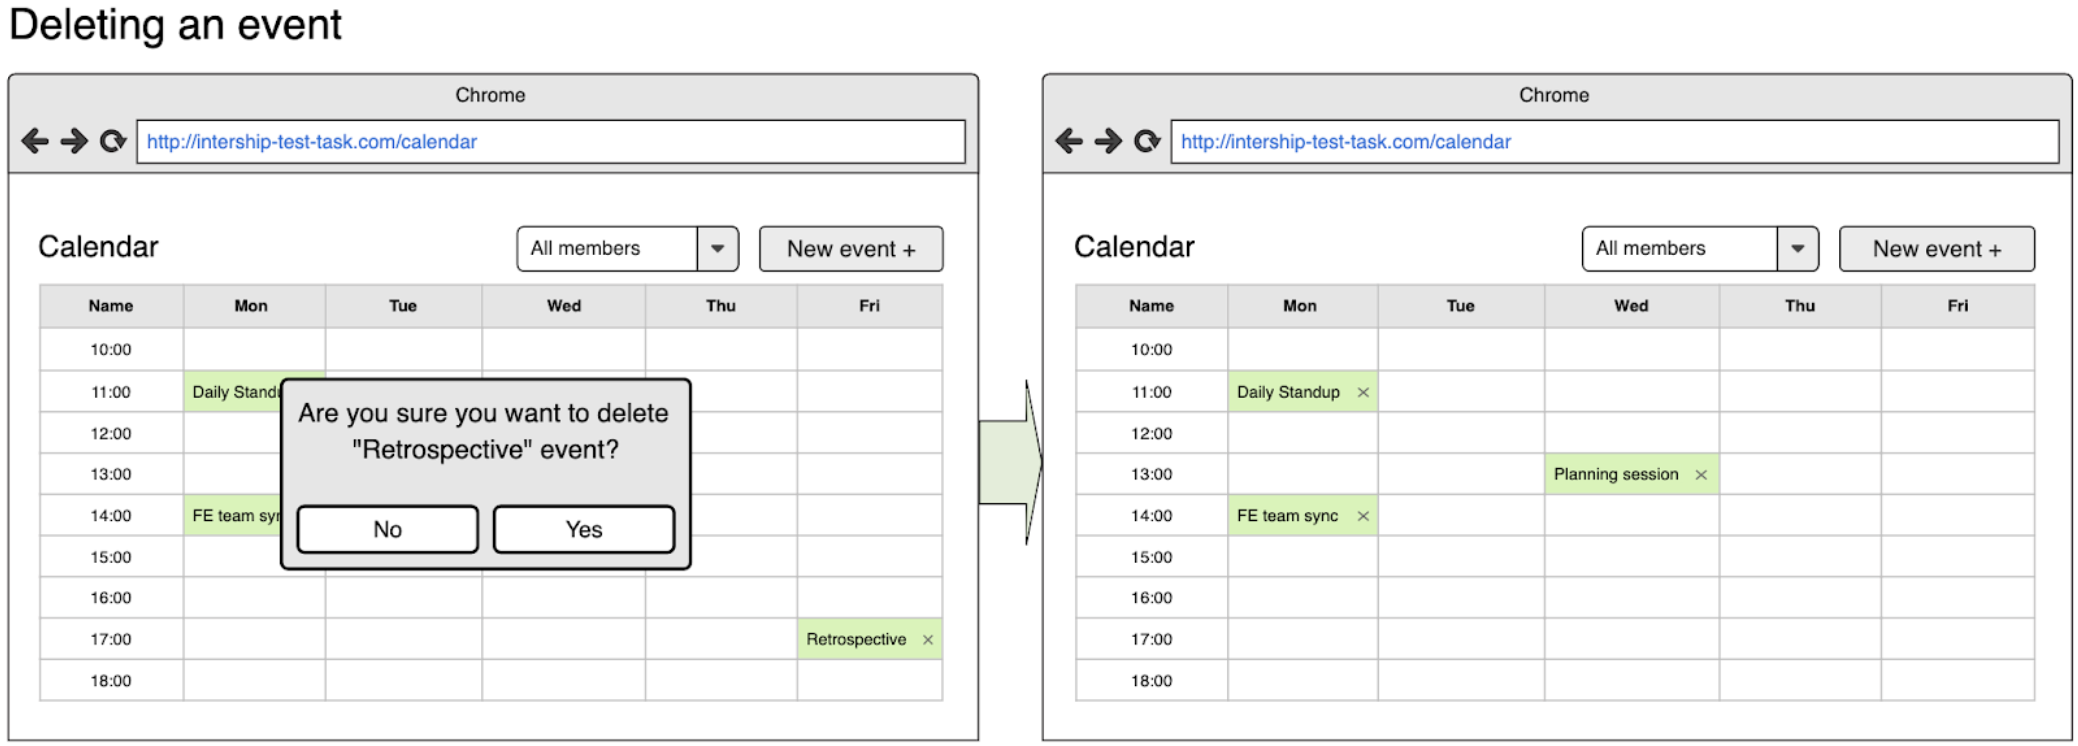 Deleting an event
Chrome
http://intership-test-task.com/calendar
Calendar
All members
New event +
Name Mon Tue Wed Thu Fri
10:00
11:00 Daily Standu
12:00
13:00
14:00 FE team syn
15:00
16:00
17:00 Retrospective ×
18:00
Are you sure you want to delete
"Retrospective" event?
No Yes
Chrome
http://intership-test-task.com/calendar
Calendar
All members
New event +
Name Mon Tue Wed Thu Fri
10:00
11:00 Daily Standup ×
12:00
13:00 Planning session ×
14:00 FE team sync ×
15:00
16:00
17:00
18:00